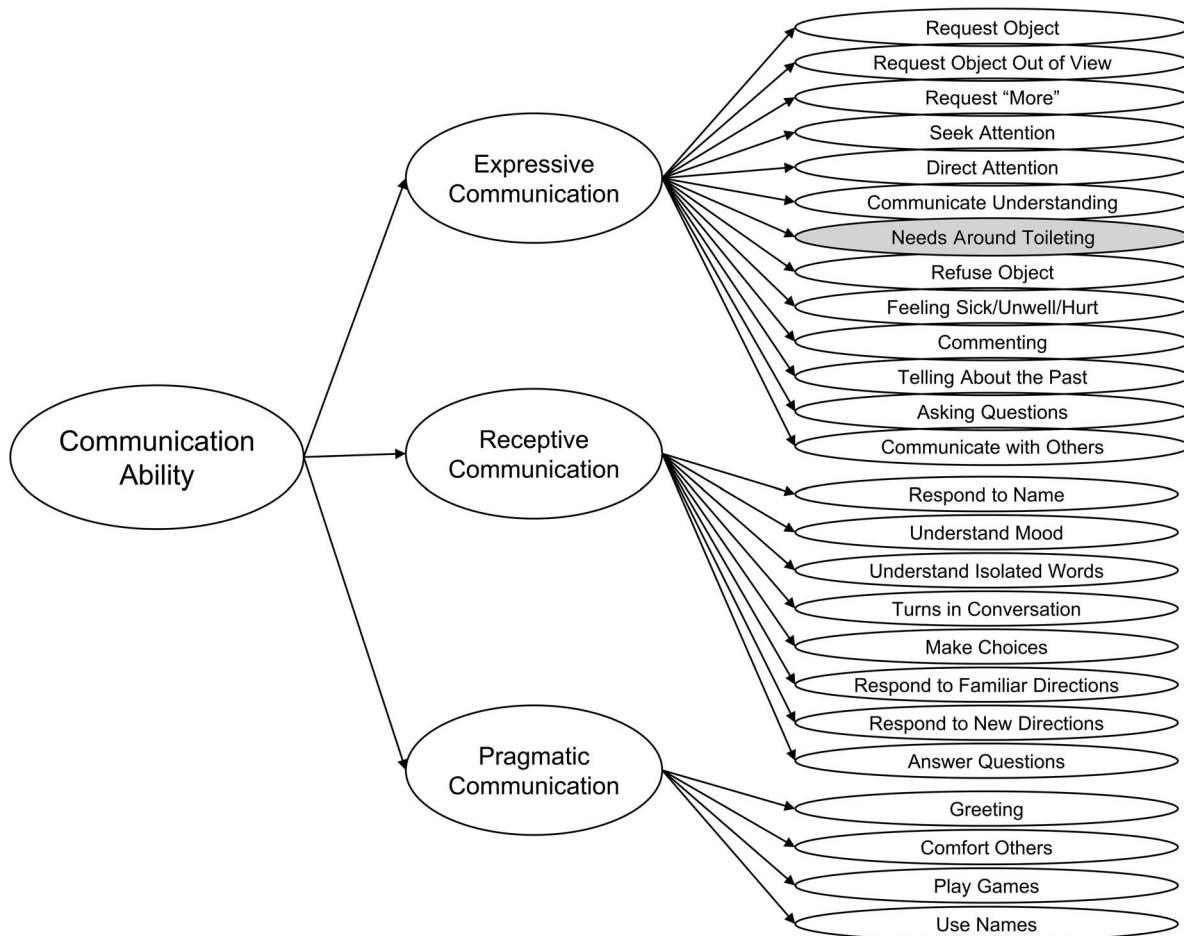 Request Object
Request Object Out of View
Request “More”
Seek Attention
Direct Attention
Communicate Understanding
Needs Around Toileting
Refuse Object
Feeling Sick/Unwell/Hurt
Commenting
Telling About the Past
Asking Questions
Communicate with Others
Expressive
Communication
Communication
Ability
Receptive
Communication
Respond to Name
Understand Mood
Understand Isolated Words
Turns in Conversation
Make Choices
Respond to Familiar Directions
Respond to New Directions
Answer Questions
Pragmatic
Communication
Greeting
Comfort Others
Play Games
Use Names